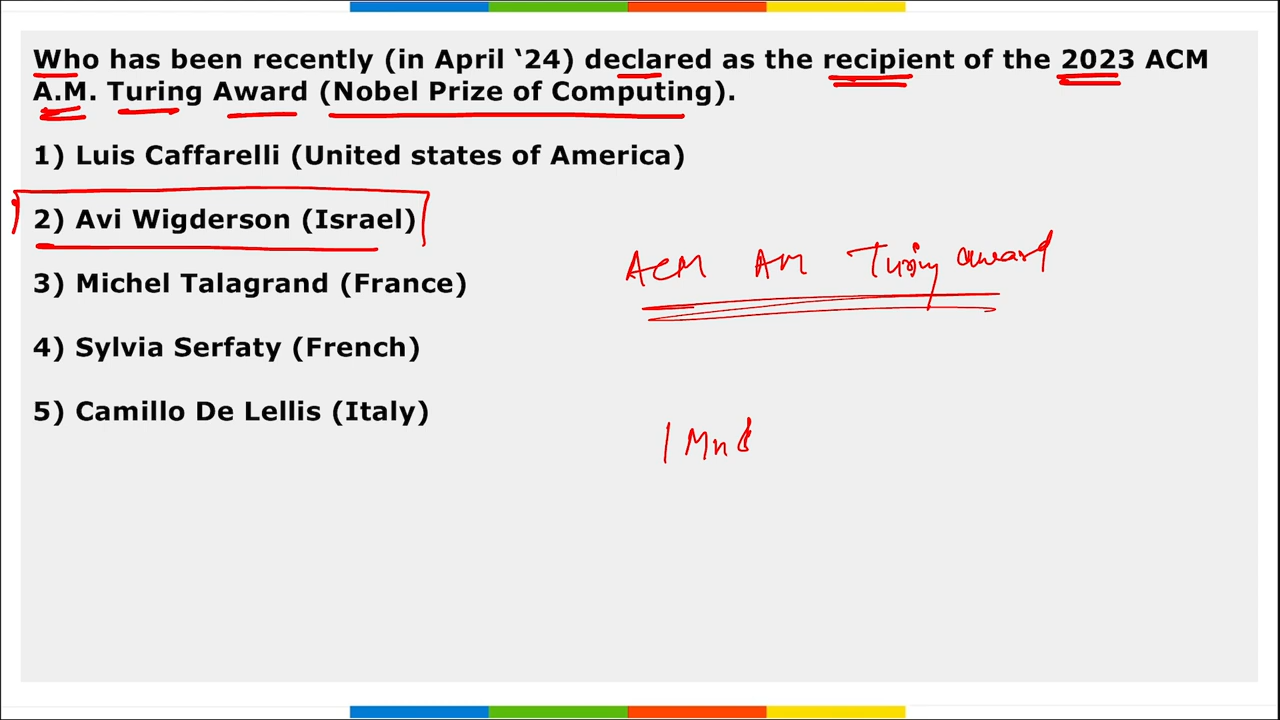 Who has been recently (in April ‘24) declared as the recipient of the 2023 ACM
A.M. Turing Award (Nobel Prize of Computing).
1) Luis Caffarelli (United states of America)
2) Avi Wigderson (Israel)
3) Michel Talagrand (France)
4) Sylvia Serfaty (French)
5) Camillo De Lellis (Italy)
ACM AM Turing award
1 Mn $